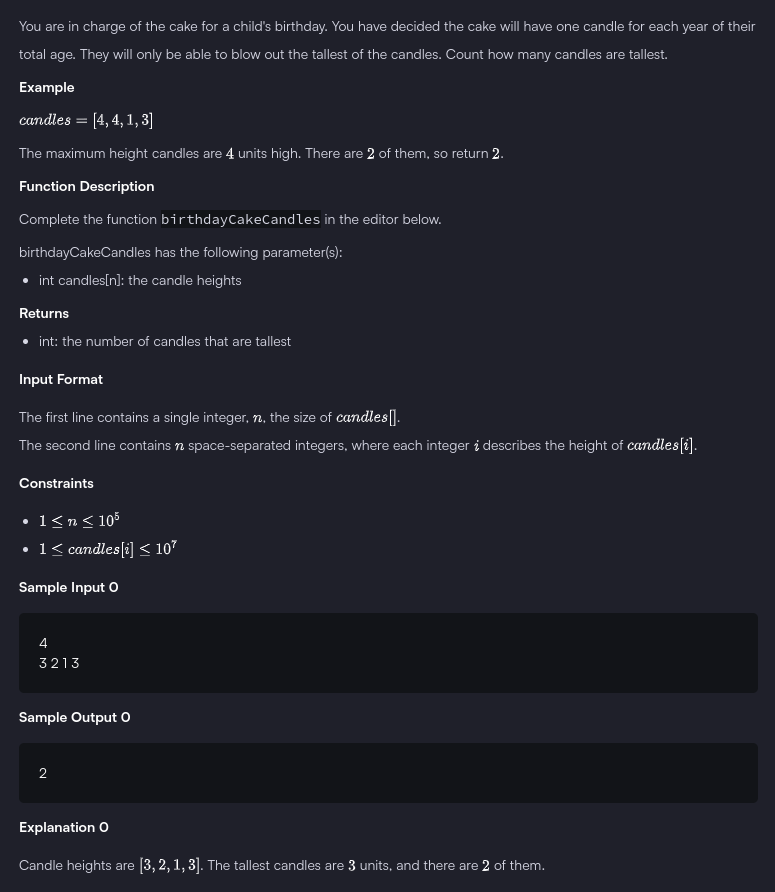 You are in charge of the cake for a child's birthday. You have decided the cake will have one candle for each year of their
total age. They will only be able to blow out the tallest of the candles. Count how many candles are tallest.
Example
candles = [4, 4, 1, 3]
The maximum height candles are 4 units high. There are 2 of them, so return 2.
Function Description
Complete the function birthdayCakeCandles in the editor below.
birthdayCakeCandles has the following parameter(s):
• int candles[n]: the candle heights
Returns
• int: the number of candles that are tallest
Input Format
The first line contains a single integer, n, the size of candles[].
The second line contains n space-separated integers, where each integer i describes the height of candles[i].
Constraints
• 1 ≤ n ≤ 10⁵
• 1 ≤ candles[i] ≤ 10⁷
Sample Input 0
4
3 2 1 3
Sample Output 0
2
Explanation 0
Candle heights are [3, 2, 1, 3]. The tallest candles are 3 units, and there are 2 of them.